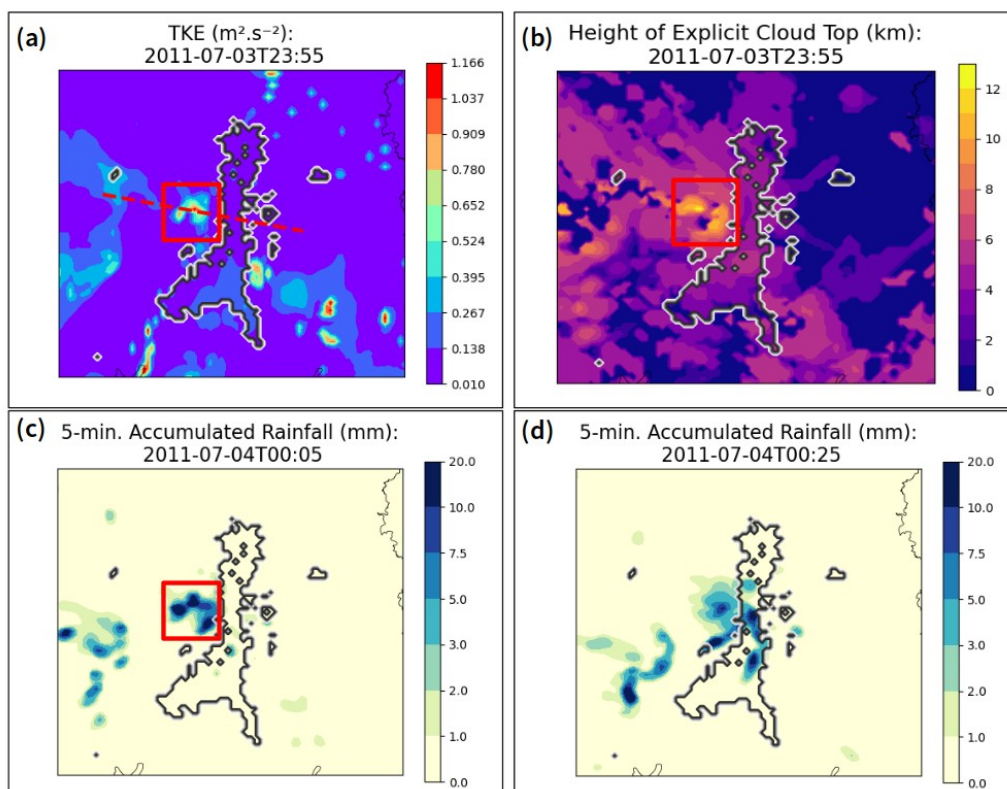 (a)
TKE (m².s⁻²):
2011-07-03T23:55
1.166
1.037
0.909
0.780
0.652
0.524
0.395
0.267
0.138
0.010
(b)
Height of Explicit Cloud Top (km):
2011-07-03T23:55
12
10
8
6
4
2
0
(c)
5-min. Accumulated Rainfall (mm):
2011-07-04T00:05
20.0
10.0
7.5
5.0
3.0
2.0
1.0
0.0
(d)
5-min. Accumulated Rainfall (mm):
2011-07-04T00:25
20.0
10.0
7.5
5.0
3.0
2.0
1.0
0.0